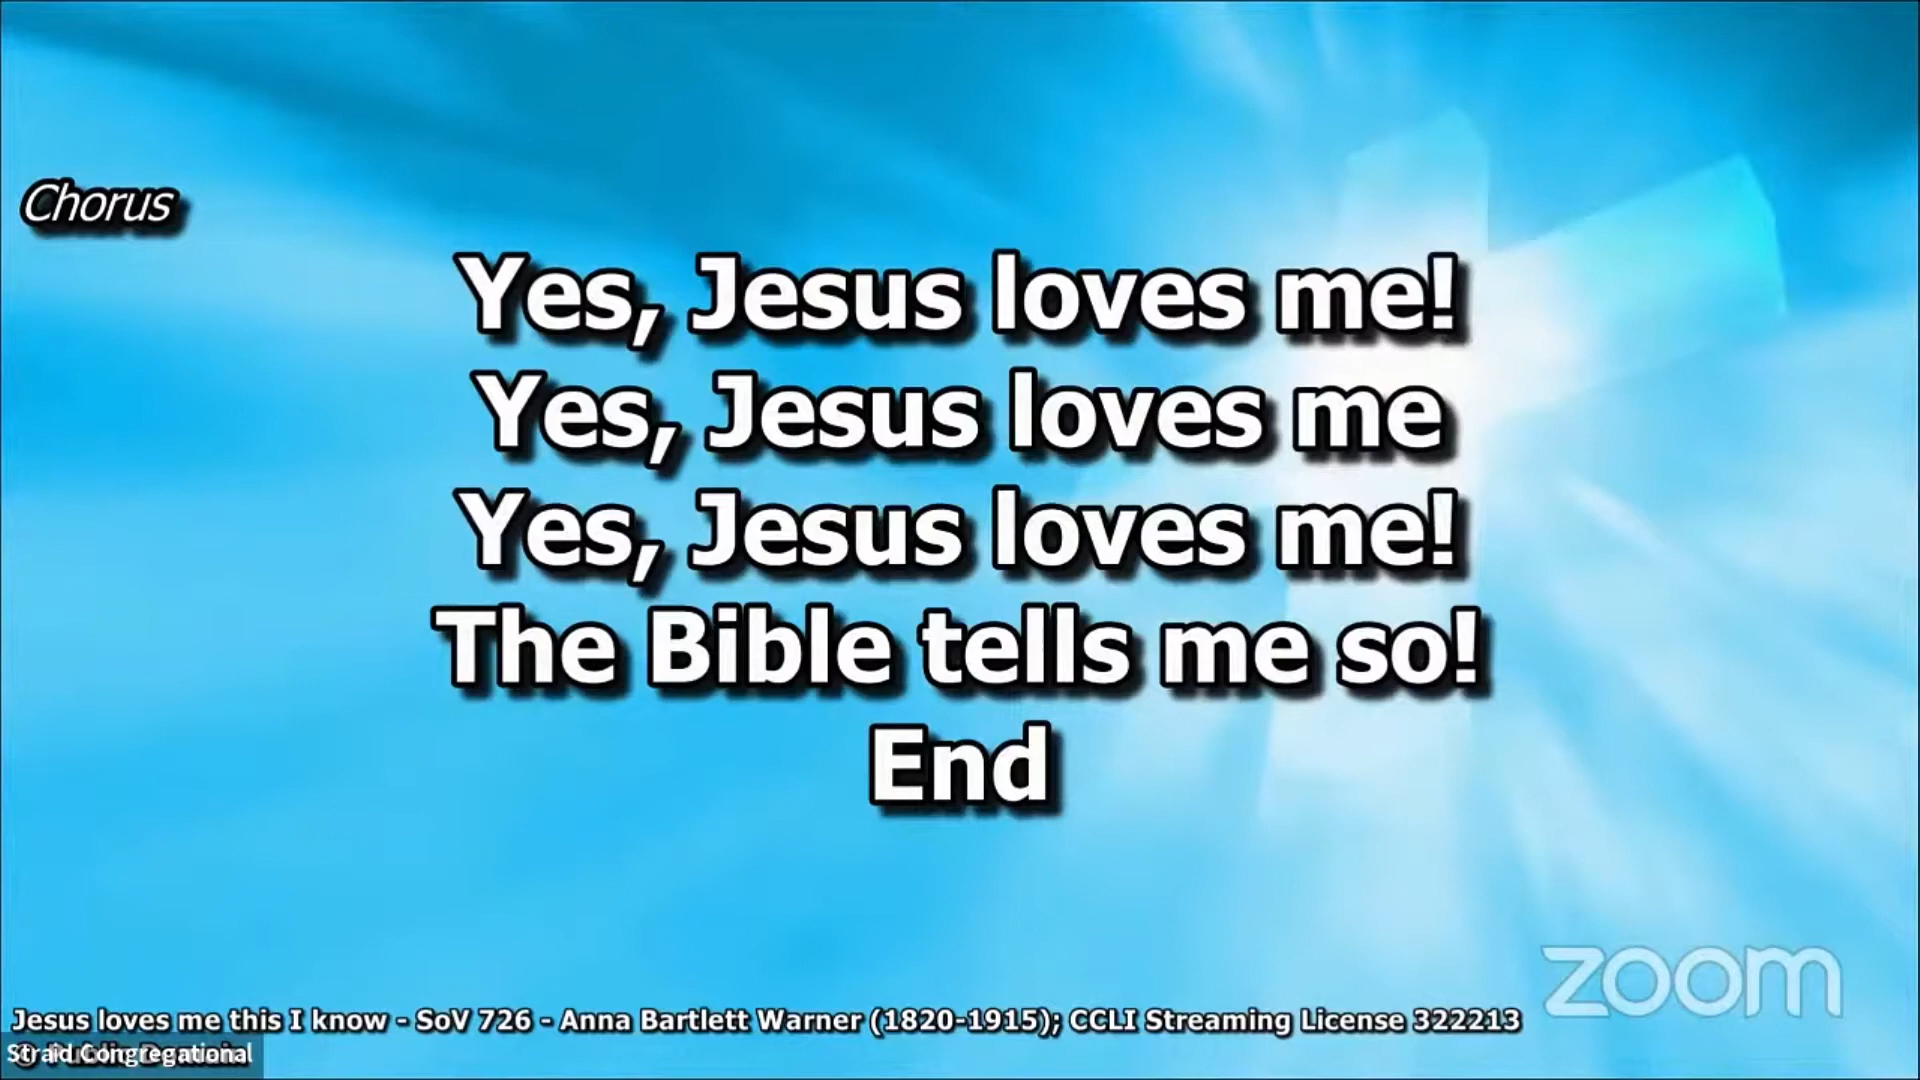 Chorus
Yes, Jesus loves me!
Yes, Jesus loves me
Yes, Jesus loves me!
The Bible tells me so!
End
zoom
Jesus loves me this I know - SoV 726 - Anna Bartlett Warner (1820-1915); CCLI Streaming License 322213
Straid Congregational